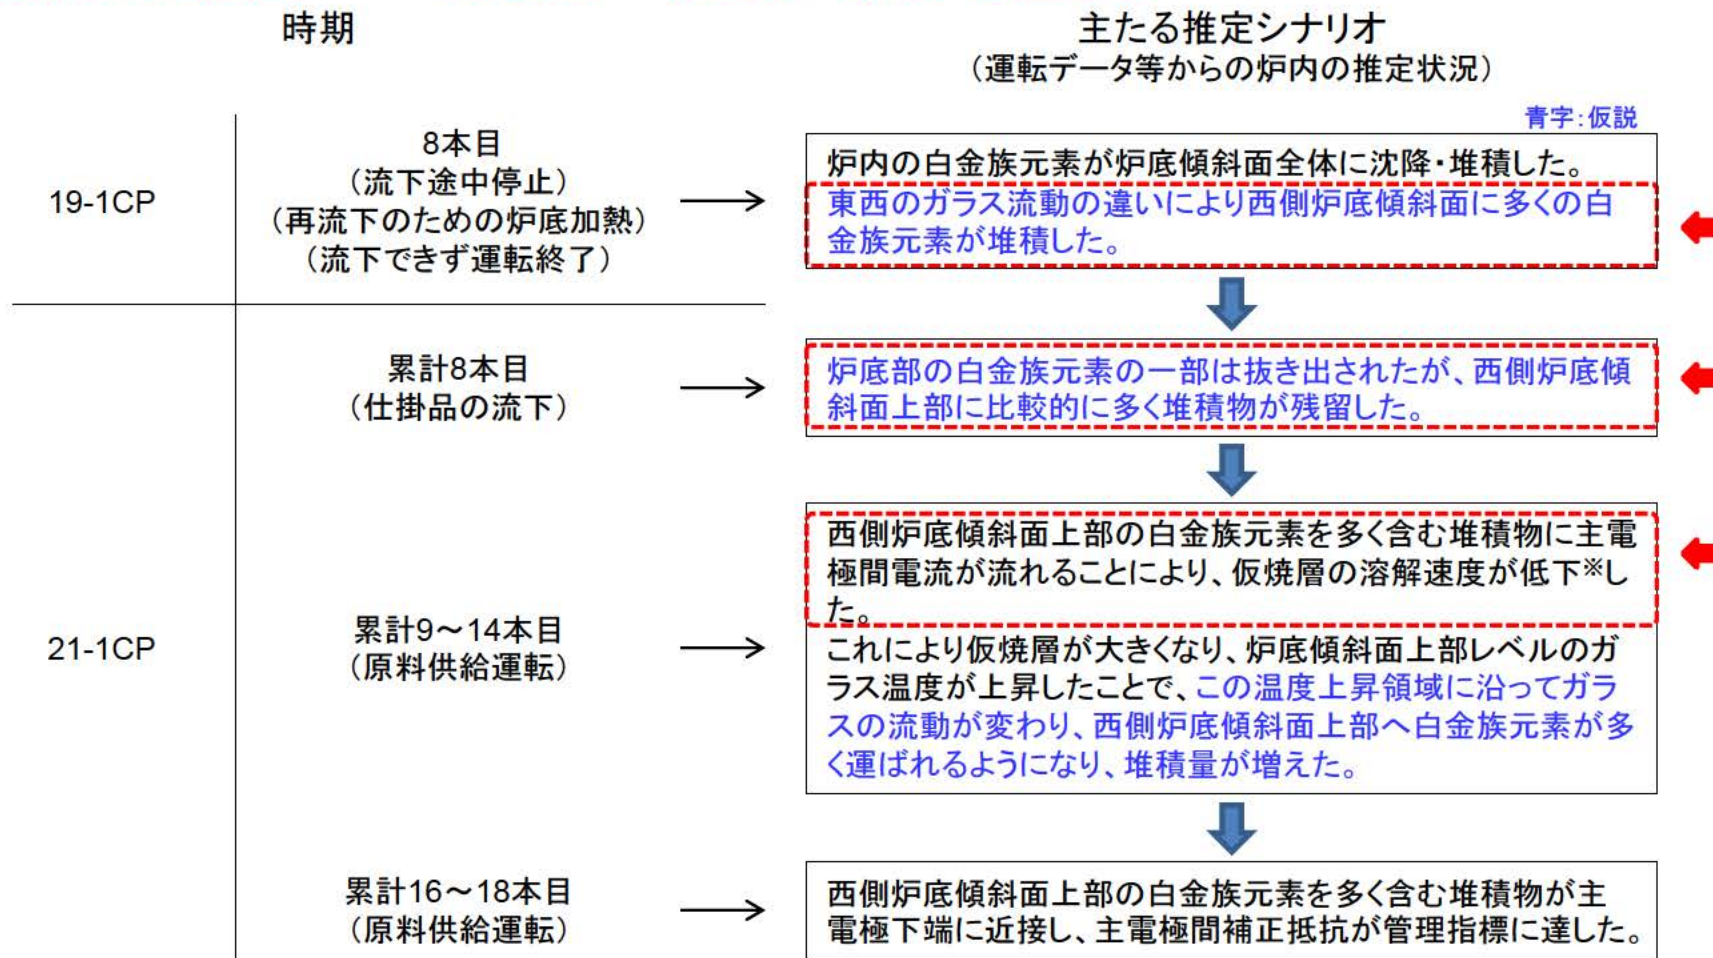 時期
主たる推定シナリオ
（運転データ等からの炉内の推定状況）
青字：仮説
19-1CP
8本目
（流下途中停止）
（再流下のための炉底加熱）
（流下できず運転終了）
炉内の白金族元素が炉底傾斜面全体に沈降・堆積した。
東西のガラス流動の違いにより西側炉底傾斜面に多くの白
金族元素が堆積した。
21-1CP
累計8本目
（仕掛品の流下）
炉底部の白金族元素の一部は抜き出されたが、西側炉底傾
斜面上部に比較的に多く堆積物が残留した。
累計9～14本目
（原料供給運転）
西側炉底傾斜面上部の白金族元素を多く含む堆積物に主電
極間電流が流れることにより、仮焼層の溶解速度が低下※し
た。
これにより仮焼層が大きくなり、炉底傾斜面上部レベルのガ
ラス温度が上昇したことで、この温度上昇領域に沿ってガラ
スの流動が変わり、西側炉底傾斜面上部へ白金族元素が多
く運ばれるようになり、堆積量が増えた。
累計16～18本目
（原料供給運転）
西側炉底傾斜面上部の白金族元素を多く含む堆積物が主
電極下端に近接し、主電極間補正抵抗が管理指標に達した。